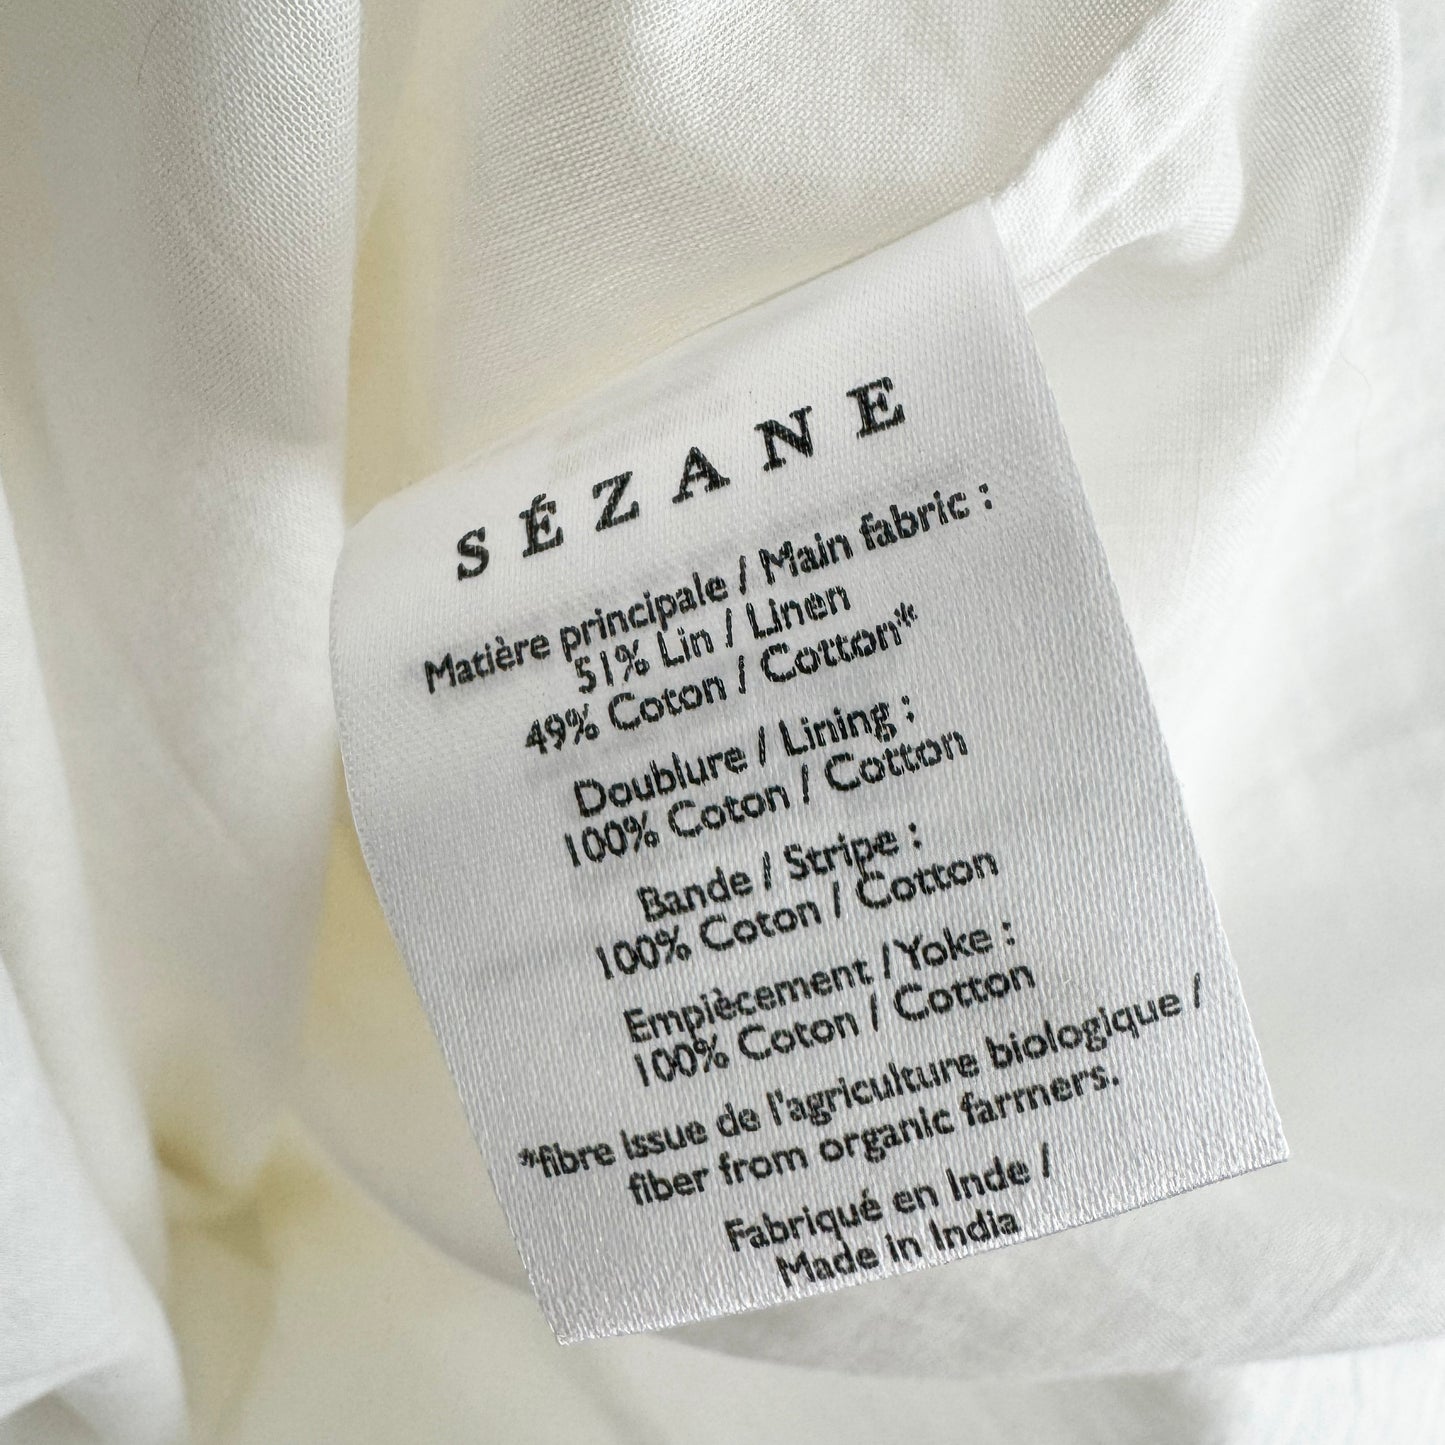 SÉZANE
Matière principale / Main fabric :
51% Lin / Linen
49% Coton / Cotton*
Doublure / Lining :
100% Coton / Cotton
Bande / Stripe :
100% Coton / Cotton
Empiècement / Yoke :
100% Coton / Cotton
*fibre issue de l'agriculture biologique /
fiber from organic farmers.
Fabriqué en Inde /
Made in India